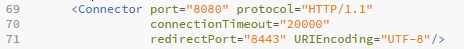 69 <Connector port="8080" protocol="HTTP/1.1"
70 connectionTimeout="20000"
71 redirectPort="8443" URIEncoding="UTF-8"/>